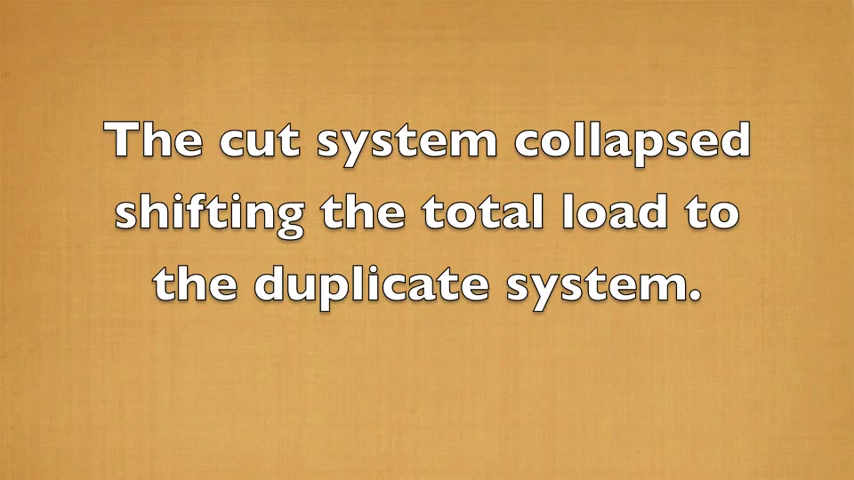 The cut system collapsed
shifting the total load to
the duplicate system.